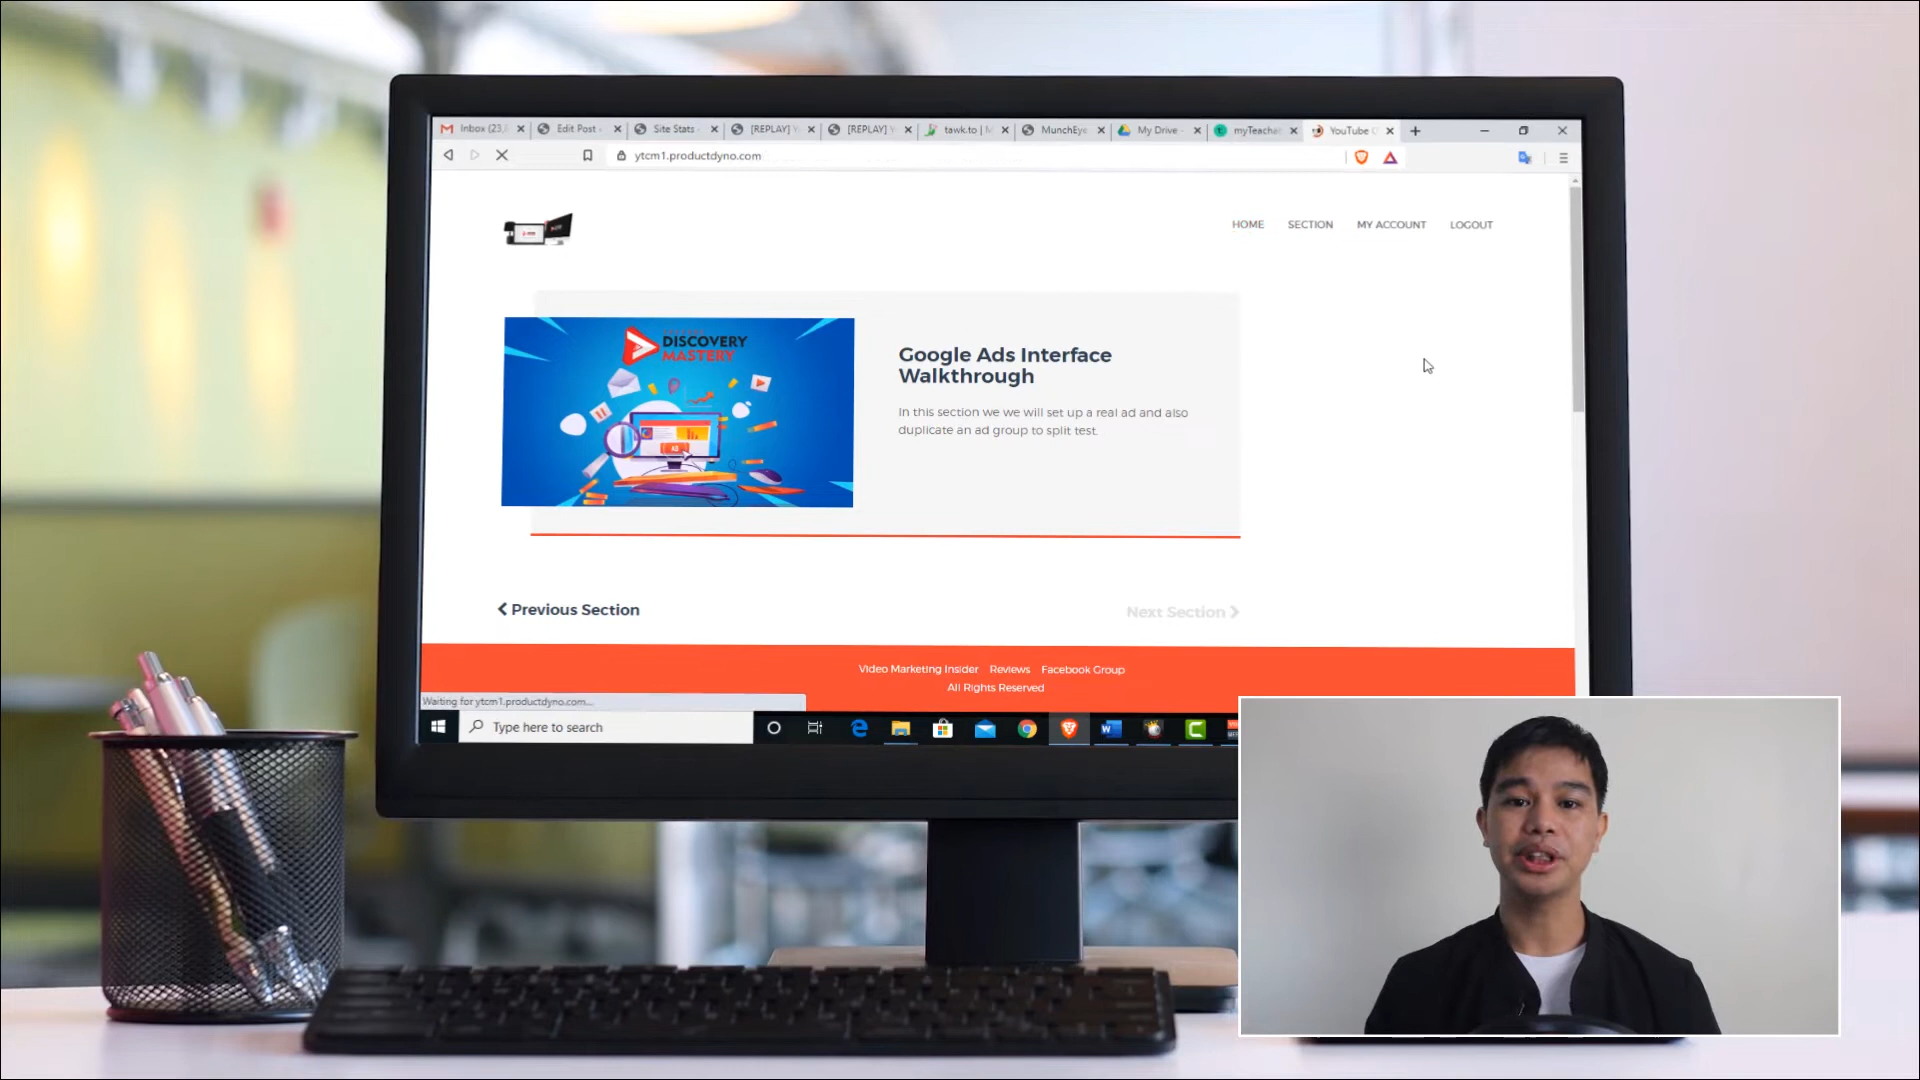 Inbox (23,
Edit Post -
Site Stats -
[REPLAY] Y
[REPLAY] Y
tawk.to |
MunchEye
My Drive -
myTeacha
YouTube
ytcm1.productdyno.com
HOME
SECTION
MY ACCOUNT
LOGOUT
DISCOVERY
MASTERY
Google Ads Interface
Walkthrough
In this section we we will set up a real ad and also
duplicate an ad group to split test.
Previous Section
Next Section
Video Marketing Insider
Reviews
Facebook Group
All Rights Reserved
Waiting for ytcm1.productdyno.com...
Type here to search